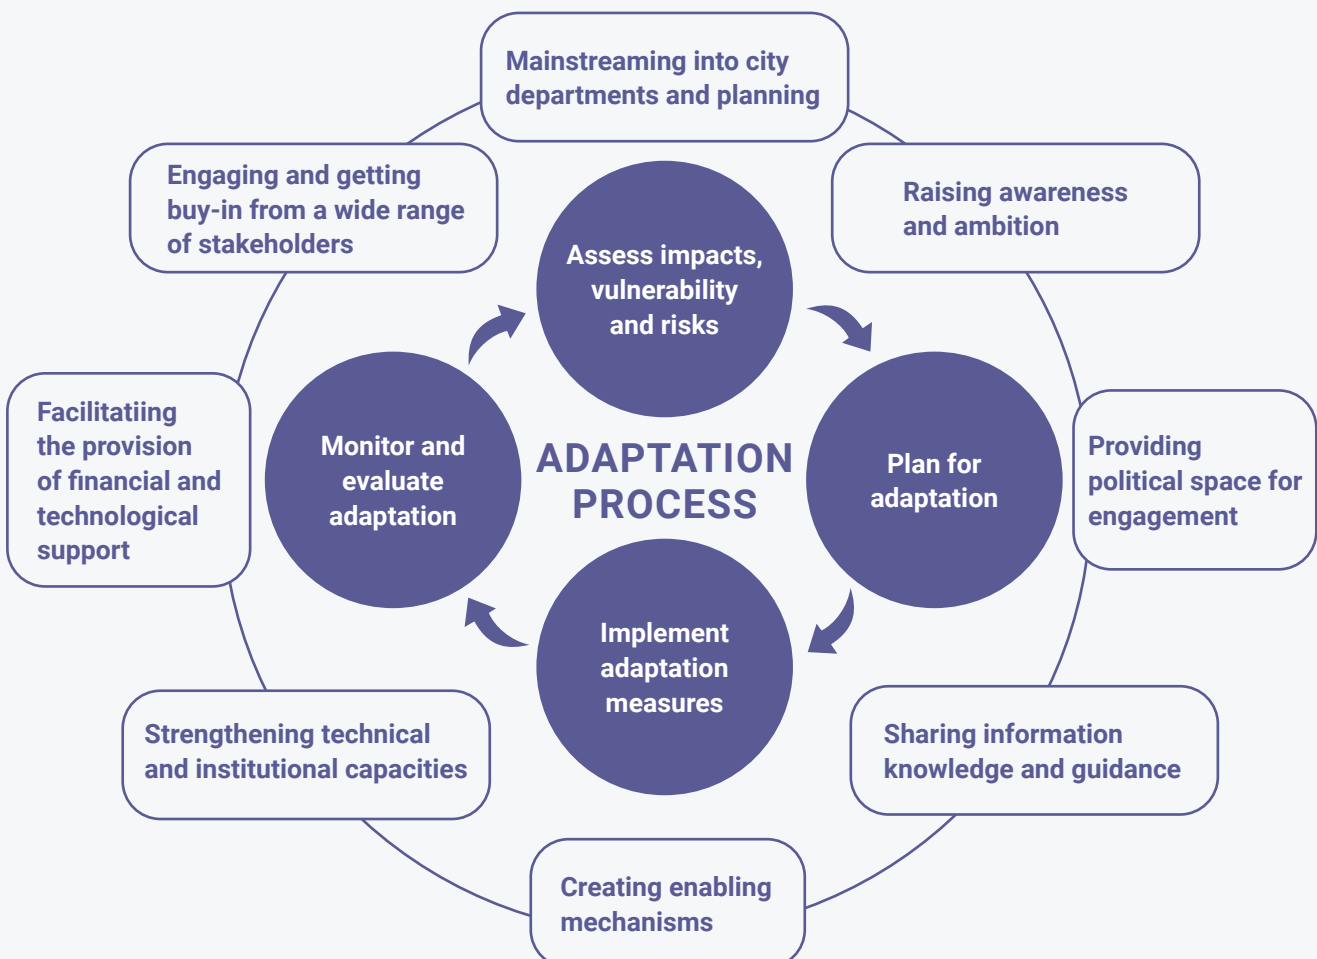 Mainstreaming into city
departments and planning
Engaging and getting
buy-in from a wide range
of stakeholders
Raising awareness
and ambition
Assess impacts,
vulnerability
and risks
Facilitatiing
the provision
of financial and
technological
support
Monitor and
evaluate
adaptation
ADAPTATION
PROCESS
Plan for
adaptation
Providing
political space for
engagement
Implement
adaptation
measures
Strengthening technical
and institutional capacities
Sharing information
knowledge and guidance
Creating enabling
mechanisms